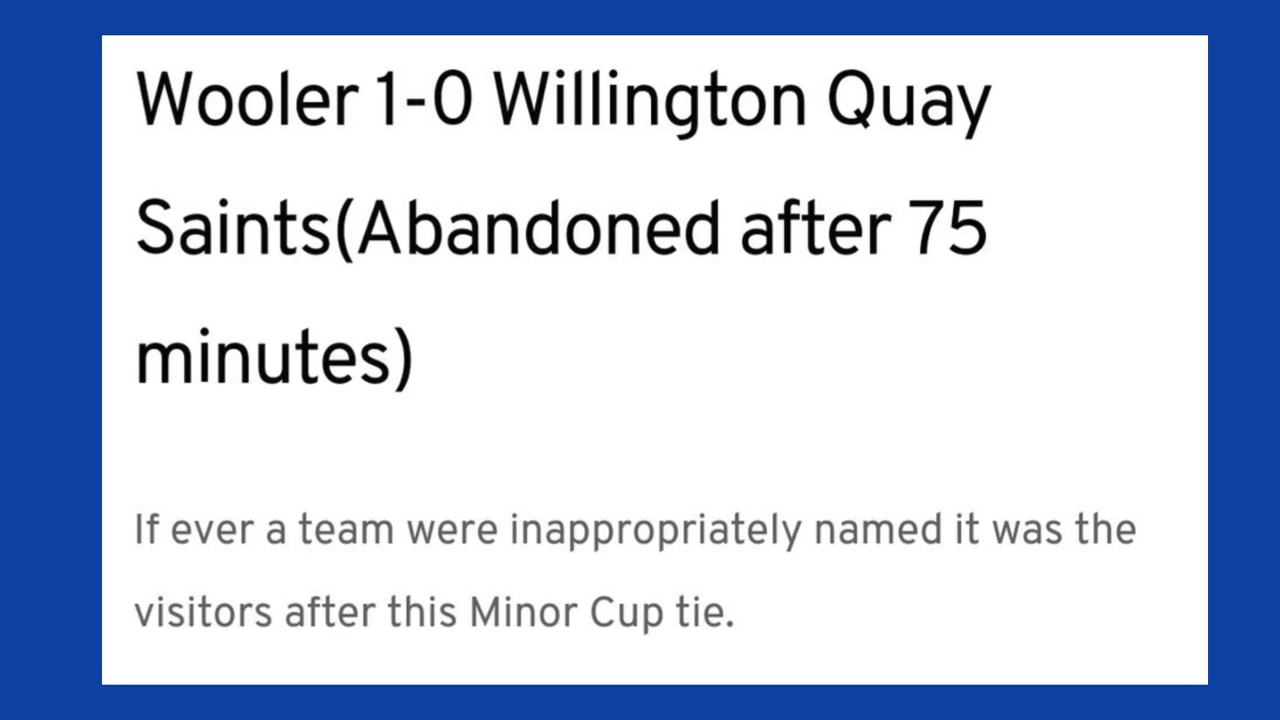 Wooler 1-0 Willington Quay
Saints(Abandoned after 75
minutes)
If ever a team were inappropriately named it was the
visitors after this Minor Cup tie.